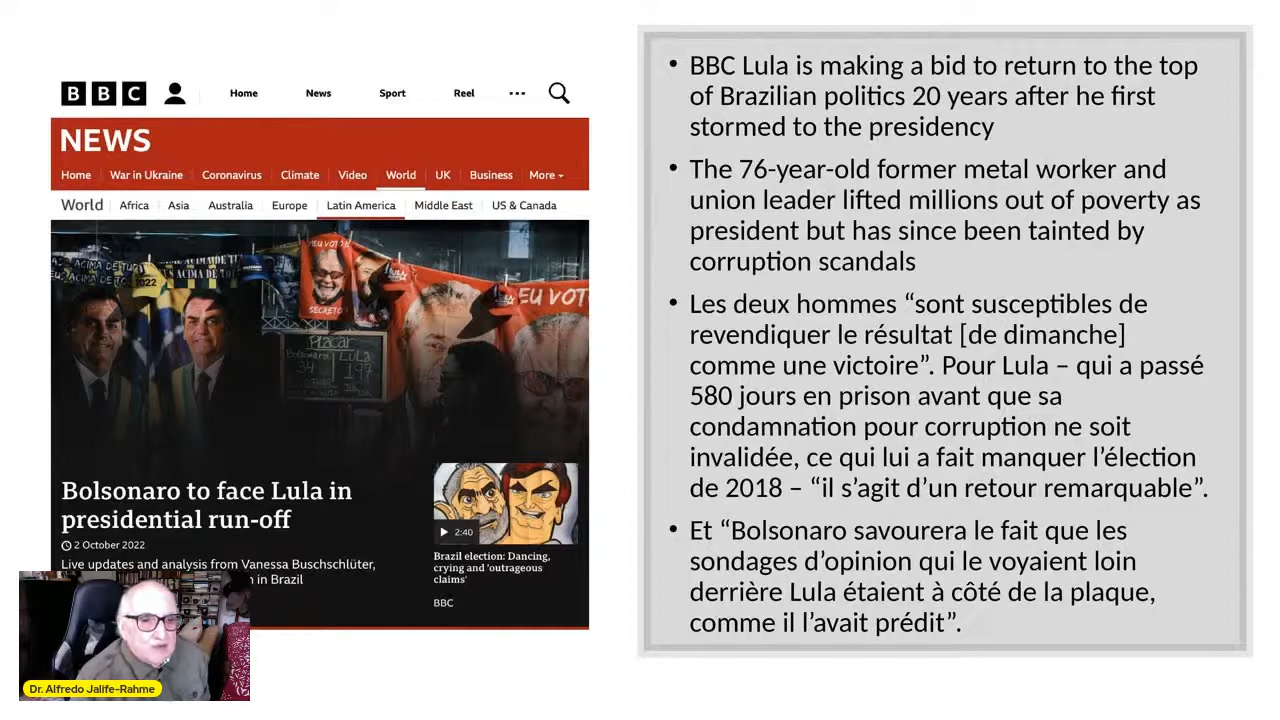 BBC
Home
News
Sport
Reel
NEWS
Home
War in Ukraine
Coronavirus
Climate
Video
World
UK
Business
More
World
Africa
Asia
Australia
Europe
Latin America
Middle East
US & Canada
MEU VOTO É
SECRETO
EU VOT
Placar
Bolsonaro
34
Lula
197
Bolsonaro to face Lula in
presidential run-off
2 October 2022
Live updates and analysis from Vanessa Buschschlüter,
in Brazil
2:40
Brazil election: Dancing,
crying and 'outrageous
claims'
BBC
Dr. Alfredo Jalife-Rahme
• BBC Lula is making a bid to return to the top
of Brazilian politics 20 years after he first
stormed to the presidency
• The 76-year-old former metal worker and
union leader lifted millions out of poverty as
president but has since been tainted by
corruption scandals
• Les deux hommes “sont susceptibles de
revendiquer le résultat [de dimanche]
comme une victoire”. Pour Lula – qui a passé
580 jours en prison avant que sa
condamnation pour corruption ne soit
invalidée, ce qui lui a fait manquer l’élection
de 2018 – “il s’agit d’un retour remarquable”.
• Et “Bolsonaro savourera le fait que les
sondages d’opinion qui le voyaient loin
derrière Lula étaient à côté de la plaque,
comme il l’avait prédit”.